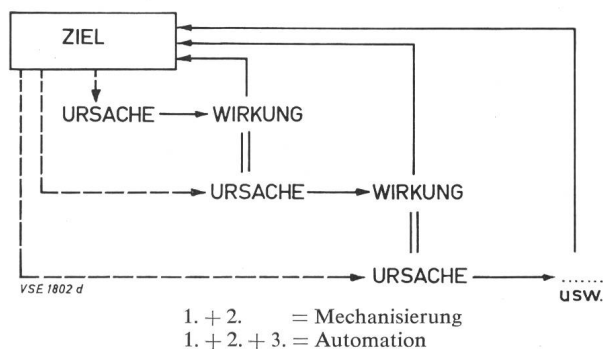 ZIEL
URSACHE WIRKUNG
URSACHE WIRKUNG
URSACHE ......
VSE 1802 d usw.
1. + 2. = Mechanisierung
1. + 2. + 3. = Automation